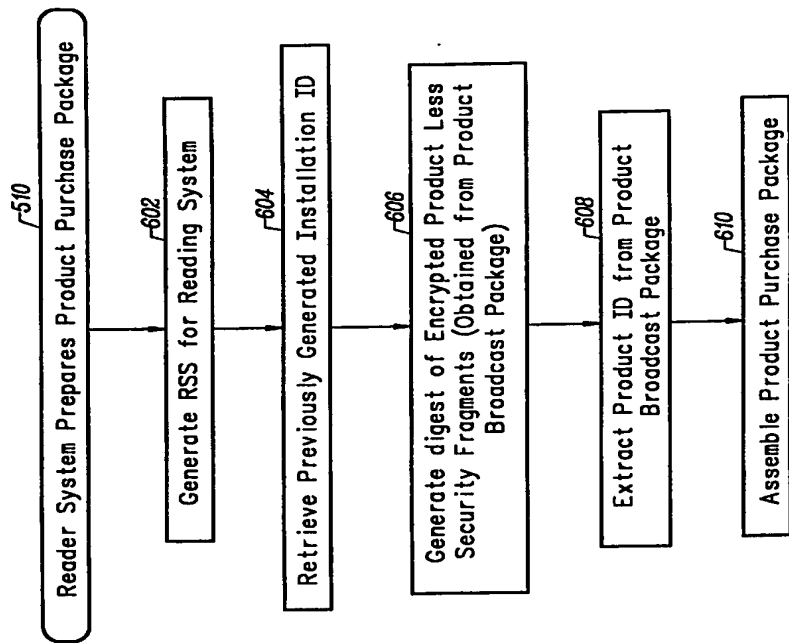 510
Reader System Prepares Product Purchase Package
602
Generate RSS for Reading System
604
Retrieve Previously Generated Installation ID
606
Generate digest of Encrypted Product Less
Security Fragments (Obtained from Product
Broadcast Package)
608
Extract Product ID from Product
Broadcast Package
610
Assemble Product Purchase Package